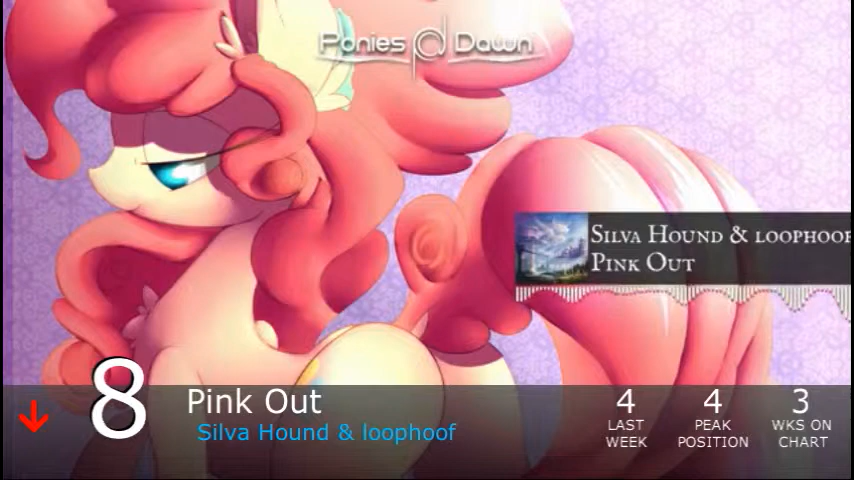 Ponies @ Dawn
Silva Hound & loophoof
Pink Out
8
Pink Out
Silva Hound & loophoof
4
LAST
WEEK
4
PEAK
POSITION
3
WKS ON
CHART